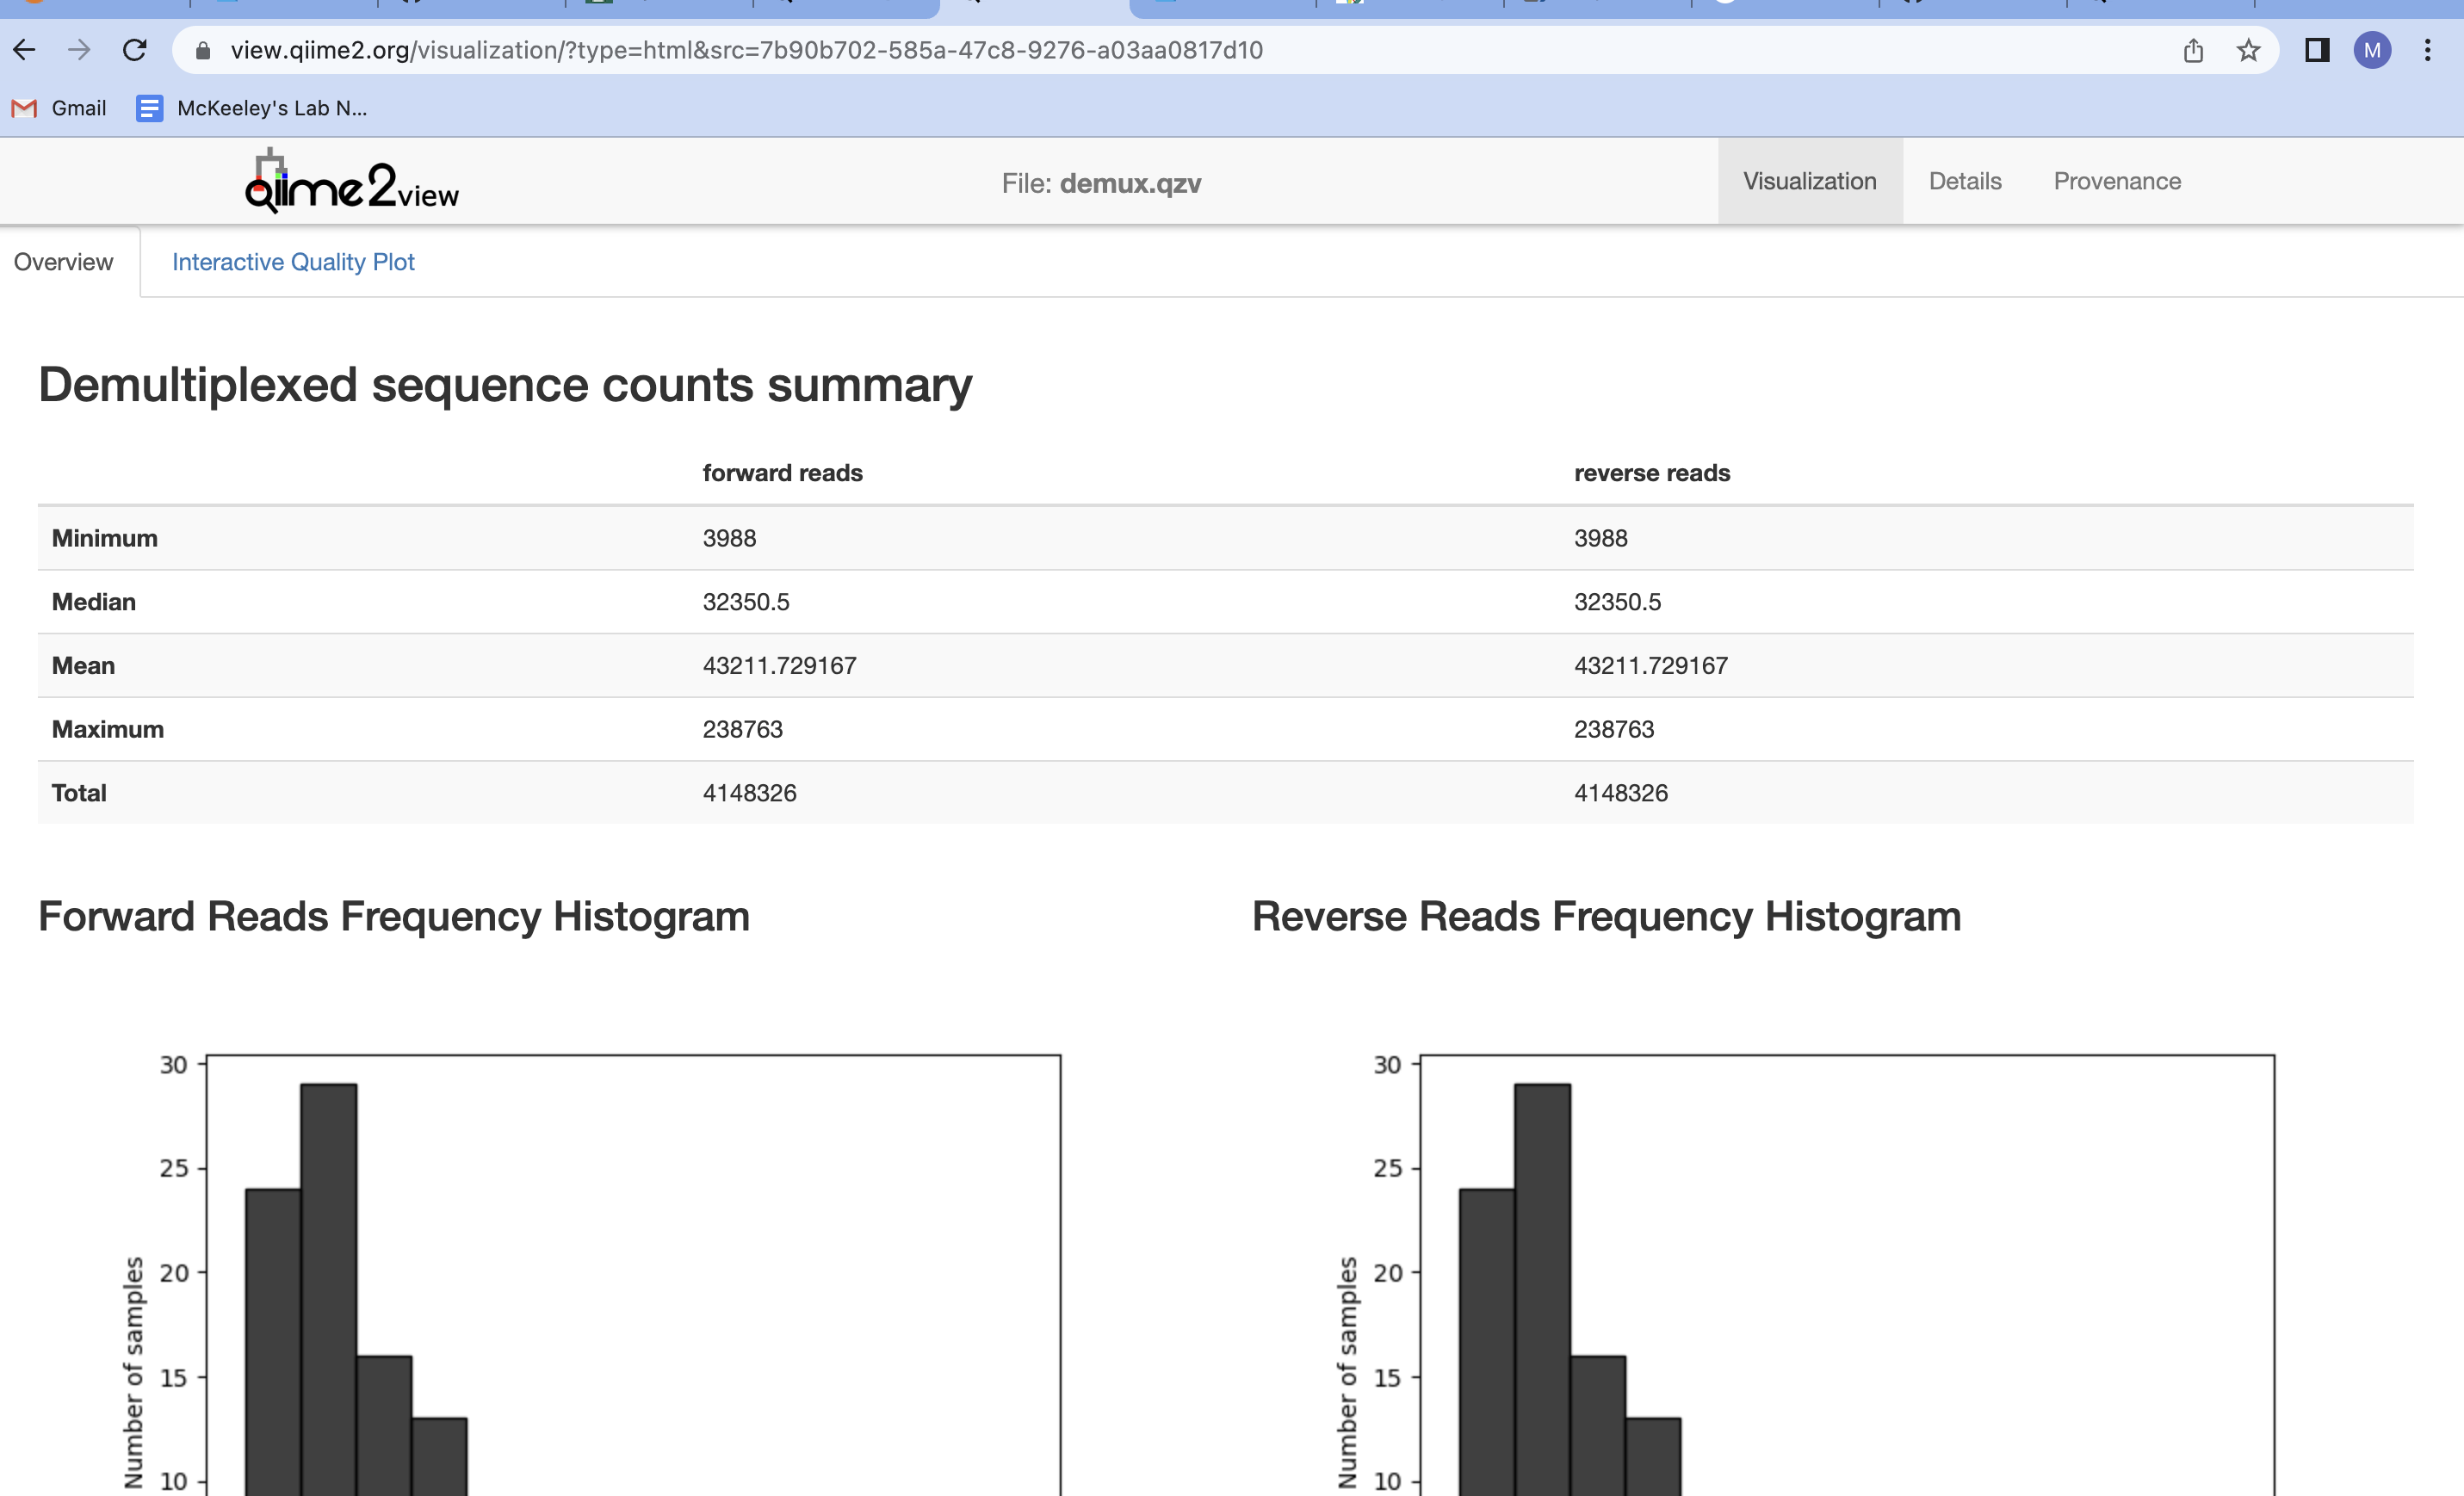 view.qiime2.org/visualization/?type=html&src=7b90b702-585a-47c8-9276-a03aa0817d10
M
Gmail McKeeley's Lab N...
qiime2view File: demux.qzv Visualization Details Provenance
Overview Interactive Quality Plot
Demultiplexed sequence counts summary
forward reads reverse reads
Minimum 3988 3988
Median 32350.5 32350.5
Mean 43211.729167 43211.729167
Maximum 238763 238763
Total 4148326 4148326
Forward Reads Frequency Histogram Reverse Reads Frequency Histogram
30 30
25 25
20 20
15 15
10 10
Number of samples Number of samples